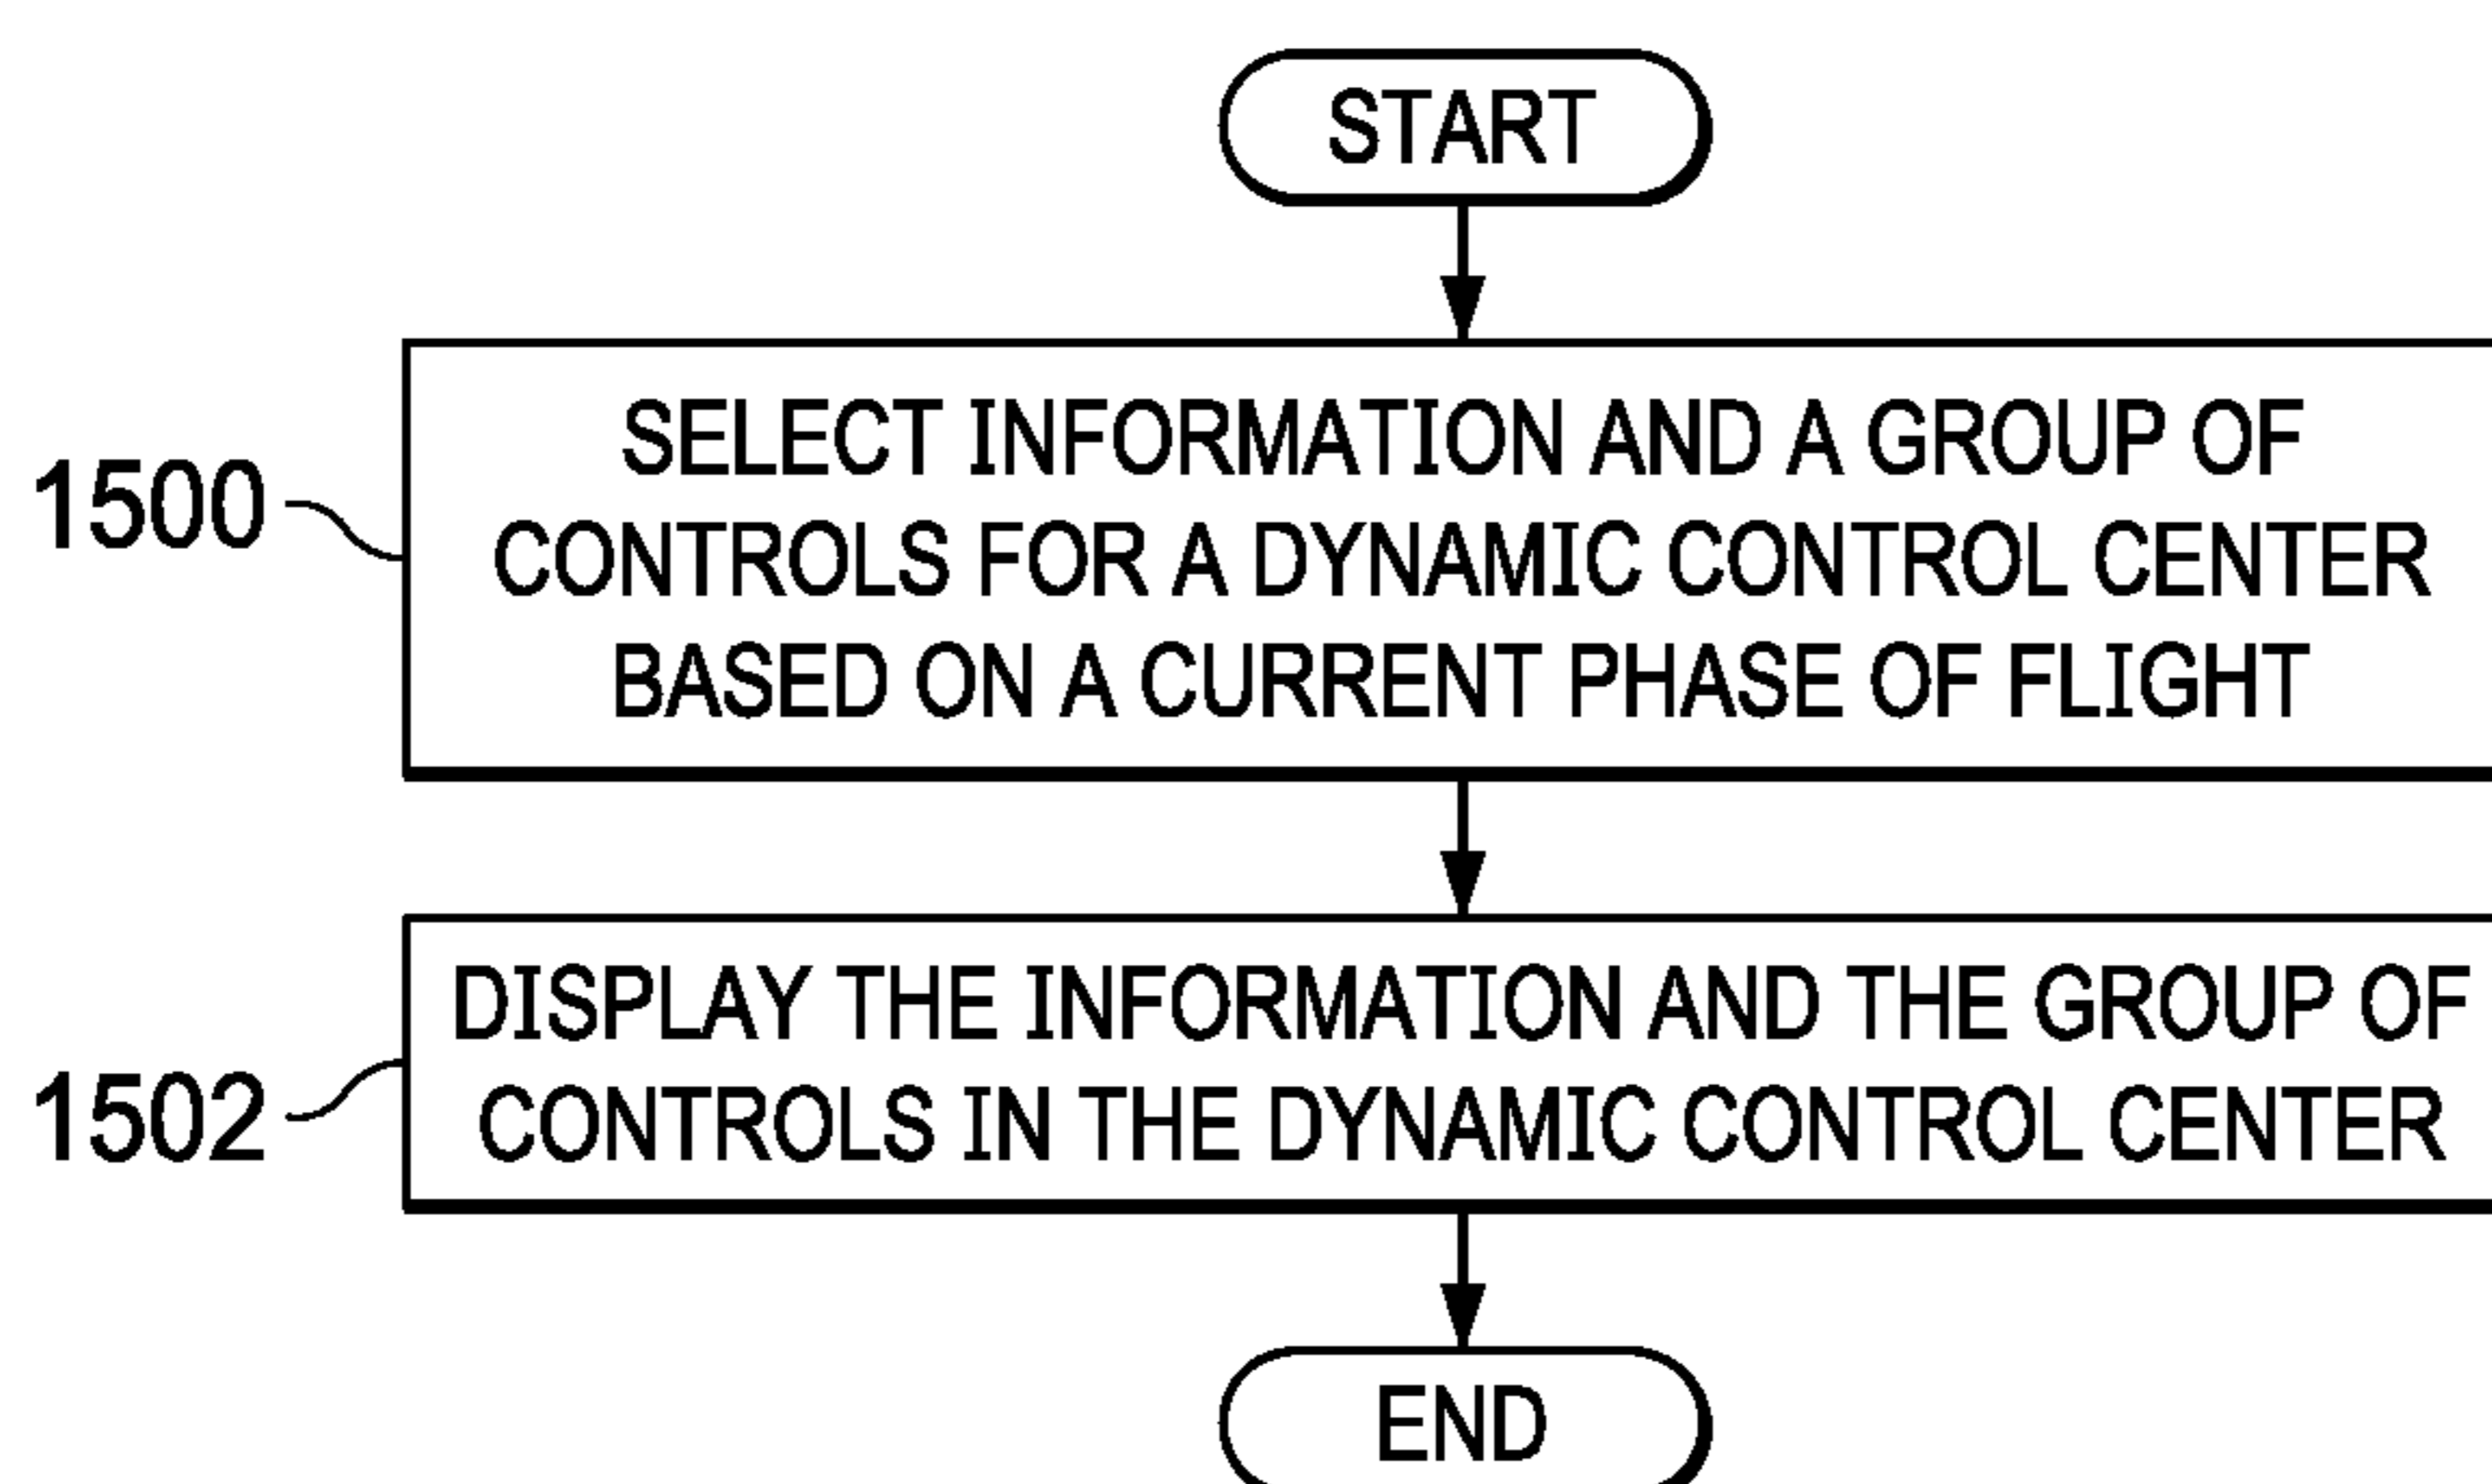 START
1500
SELECT INFORMATION AND A GROUP OF
CONTROLS FOR A DYNAMIC CONTROL CENTER
BASED ON A CURRENT PHASE OF FLIGHT
1502
DISPLAY THE INFORMATION AND THE GROUP OF
CONTROLS IN THE DYNAMIC CONTROL CENTER
END